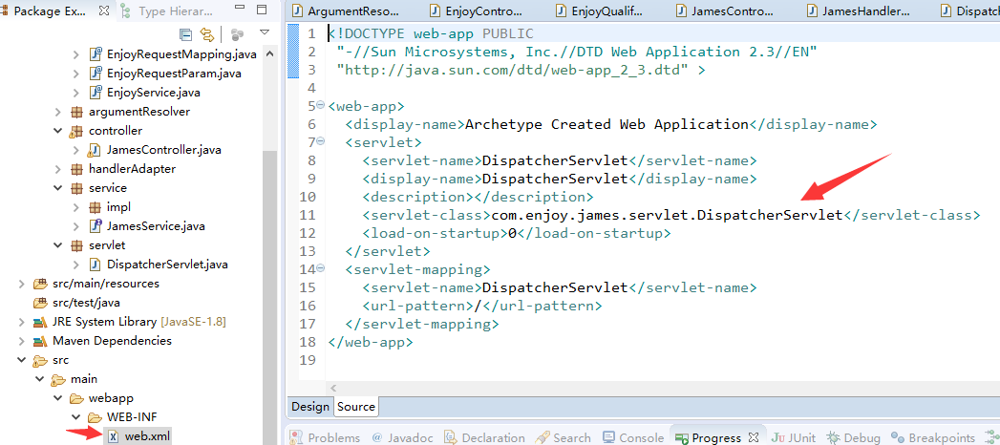 Package Ex...
Type Hierar...
EnjoyRequestMapping.java
EnjoyRequestParam.java
EnjoyService.java
argumentResolver
controller
JamesController.java
handlerAdapter
service
impl
JamesService.java
servlet
DispatcherServlet.java
src/main/resources
src/test/java
JRE System Library [JavaSE-1.8]
Maven Dependencies
src
main
webapp
WEB-INF
web.xml
ArgumentReso...
EnjoyContro...
EnjoyQualif...
JamesContro...
JamesHandler...
Dispatch
1 <!DOCTYPE web-app PUBLIC
2 "-//Sun Microsystems, Inc.//DTD Web Application 2.3//EN"
3 "http://java.sun.com/dtd/web-app_2_3.dtd" >
4
5 <web-app>
6 <display-name>Archetype Created Web Application</display-name>
7 <servlet>
8 <servlet-name>DispatcherServlet</servlet-name>
9 <display-name>DispatcherServlet</display-name>
10 <description></description>
11 <servlet-class>com.enjoy.james.servlet.DispatcherServlet</servlet-class>
12 <load-on-startup>0</load-on-startup>
13 </servlet>
14 <servlet-mapping>
15 <servlet-name>DispatcherServlet</servlet-name>
16 <url-pattern>/</url-pattern>
17 </servlet-mapping>
18 </web-app>
19
Design Source
Problems @ Javadoc Declaration Search Console Progress JU JUnit Debug Breakpoints